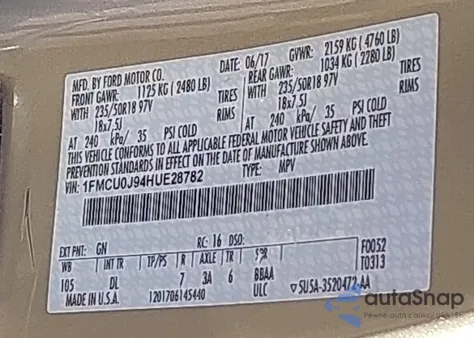 MFD. BY FORD MOTOR CO.
DATE: 06/17 GVWR: 2159 KG (4760 LB)
FRONT GAWR: 1125 KG (2480 LB) REAR GAWR: 1034 KG (2280 LB)
WITH 235/50R18 97V TIRES WITH 235/50R18 97V TIRES
18x7.5J RIMS 18x7.5J RIMS
AT 240 kPa/ 35 PSI COLD AT 240 kPa/ 35 PSI COLD
THIS VEHICLE CONFORMS TO ALL APPLICABLE FEDERAL MOTOR VEHICLE SAFETY AND THEFT
PREVENTION STANDARDS IN EFFECT ON THE DATE OF MANUFACTURE SHOWN ABOVE.
VIN: 1FMCU0J94HUE28782 TYPE: MPV
EXT PNT: GN RC: 16 DSO: F0052
WB INT TR TP/PS R AXLE TR SPR T0313
105 DL 7 3A 6 BBAA
MADE IN U.S.A. 1201706145440 ULC ▽SU5A-3520472-AA
autoSnap